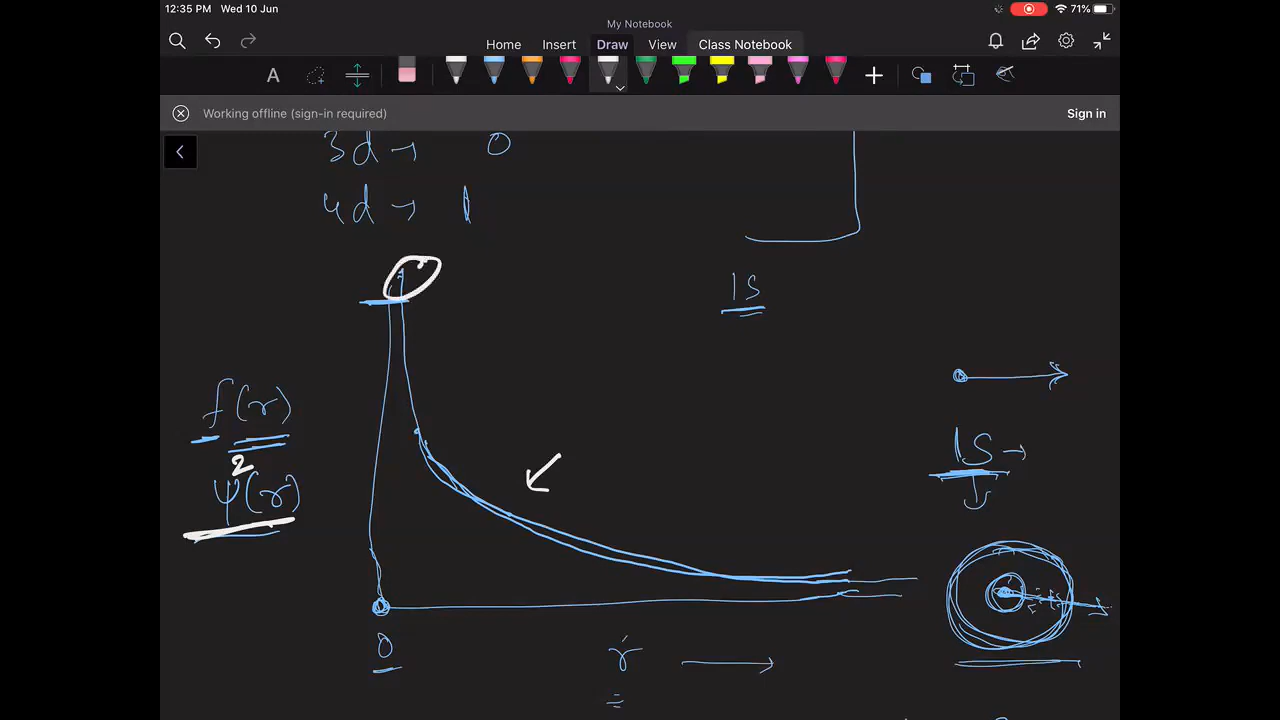 12:35 PM Wed 10 Jun
71%
My Notebook
Home Insert Draw View Class Notebook
A
Working offline (sign-in required)
Sign in
3d → 0
4d → 1
1s
f(r)
ψ²(r)
1S →
0
r →